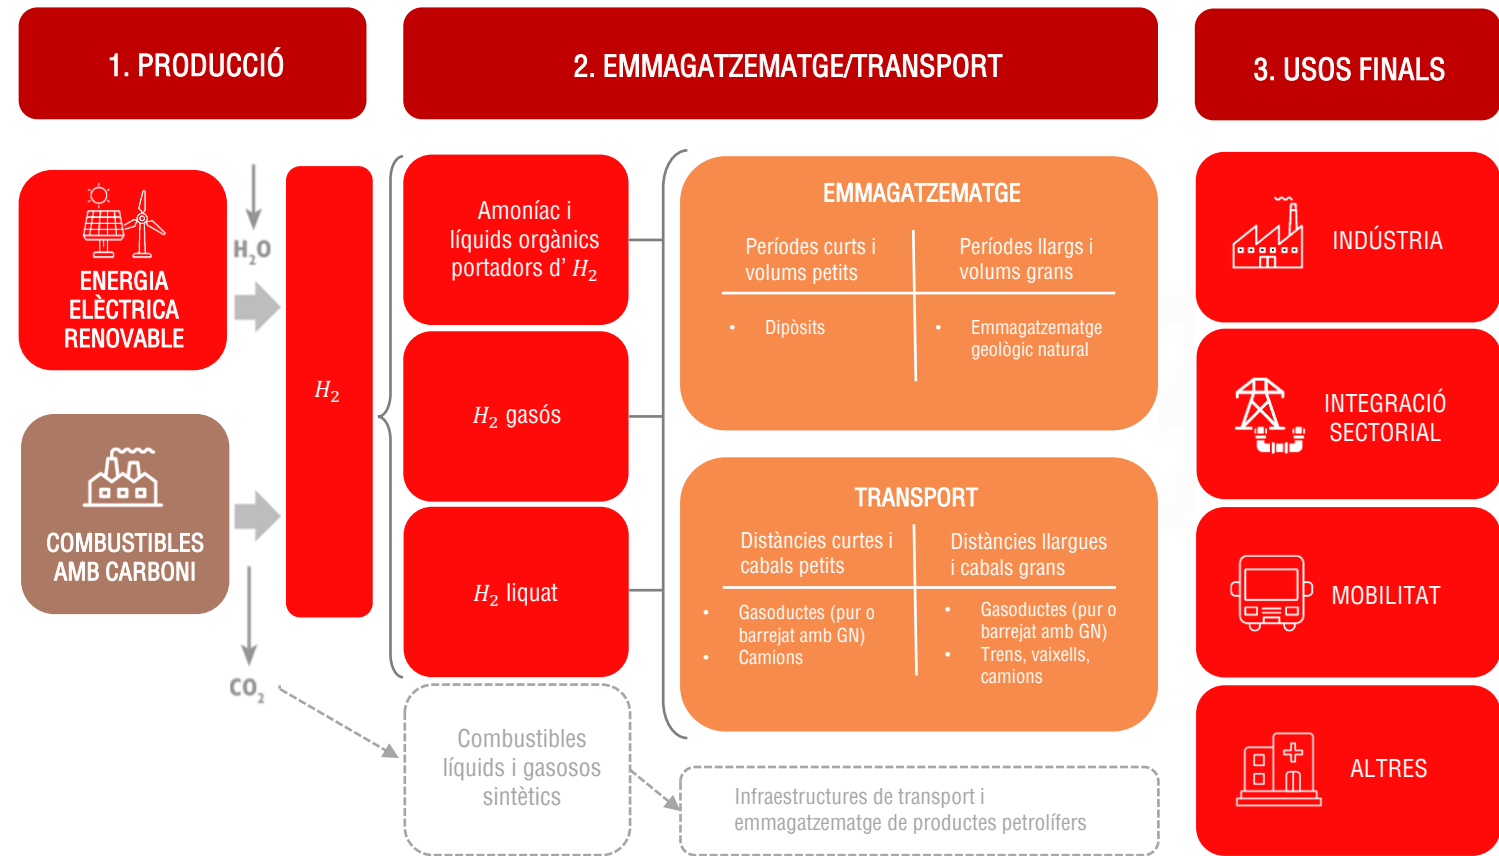 1. PRODUCCIÓ
2. EMMAGATZEMATGE/TRANSPORT
3. USOS FINALS
ENERGIA
ELÈCTRICA
RENOVABLE
H₂O
COMBUSTIBLES
AMB CARBONI
CO₂
H₂
Amoníac i
líquids orgànics
portadors d' H₂
H₂ gasós
H₂ liquat
Combustibles
líquids i gasosos
sintètics
EMMAGATZEMATGE
Períodes curts i
volums petits
Períodes llargs i
volums grans
• Dipòsits
• Emmagatzematge
geològic natural
TRANSPORT
Distàncies curtes i
cabals petits
Distàncies llargues
i cabals grans
• Gasoductes (pur o
barrejat amb GN)
• Camions
• Gasoductes (pur o
barrejat amb GN)
• Trens, vaixells,
camions
Infraestructures de transport i
emmagatzematge de productes petrolífers
INDÚSTRIA
INTEGRACIÓ
SECTORIAL
MOBILITAT
ALTRES